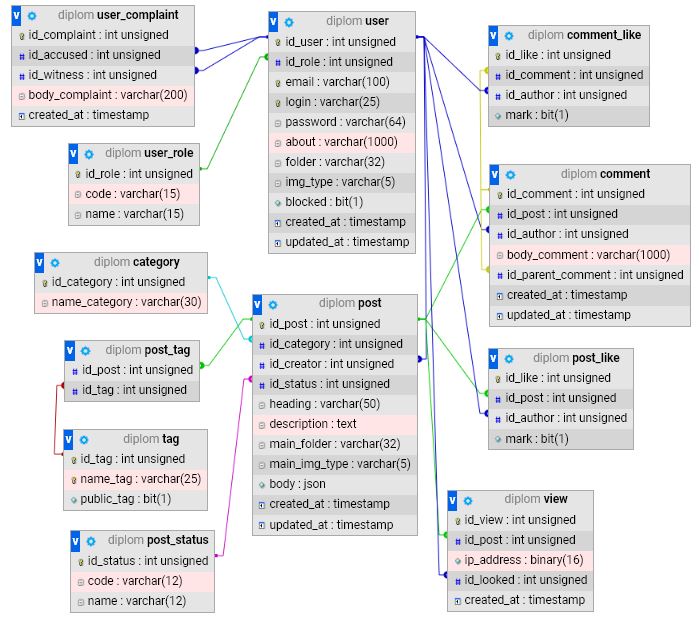 diplom user_complaint
id_complaint : int unsigned
id_accused : int unsigned
id_witness : int unsigned
body_complaint : varchar(200)
created_at : timestamp
diplom user
id_user : int unsigned
id_role : int unsigned
email : varchar(100)
login : varchar(25)
password : varchar(64)
about : varchar(1000)
folder : varchar(32)
img_type : varchar(5)
blocked : bit(1)
created_at : timestamp
updated_at : timestamp
diplom comment_like
id_like : int unsigned
id_comment : int unsigned
id_author : int unsigned
mark : bit(1)
diplom user_role
id_role : int unsigned
code : varchar(15)
name : varchar(15)
diplom comment
id_comment : int unsigned
id_post : int unsigned
id_author : int unsigned
body_comment : varchar(1000)
id_parent_comment : int unsigned
created_at : timestamp
updated_at : timestamp
diplom category
id_category : int unsigned
name_category : varchar(30)
diplom post
id_post : int unsigned
id_category : int unsigned
id_creator : int unsigned
id_status : int unsigned
heading : varchar(50)
description : text
main_folder : varchar(32)
main_img_type : varchar(5)
body : json
created_at : timestamp
updated_at : timestamp
diplom post_tag
id_post : int unsigned
id_tag : int unsigned
diplom post_like
id_like : int unsigned
id_post : int unsigned
id_author : int unsigned
mark : bit(1)
diplom tag
id_tag : int unsigned
name_tag : varchar(25)
public_tag : bit(1)
diplom view
id_view : int unsigned
id_post : int unsigned
ip_address : binary(16)
id_looked : int unsigned
created_at : timestamp
diplom post_status
id_status : int unsigned
code : varchar(12)
name : varchar(12)